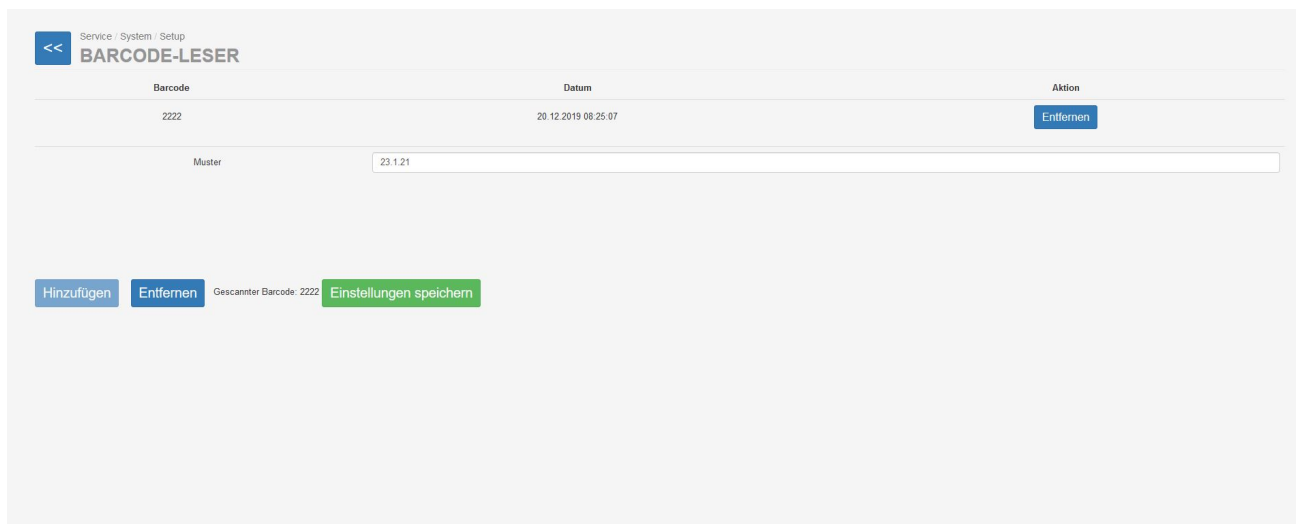 <<
Service / System / Setup
BARCODE-LESER
Barcode Datum Aktion
2222 20.12.2019 08:25:07 Entfernen
Muster 23.1.21
Hinzufügen Entfernen Gescannter Barcode: 2222 Einstellungen speichern